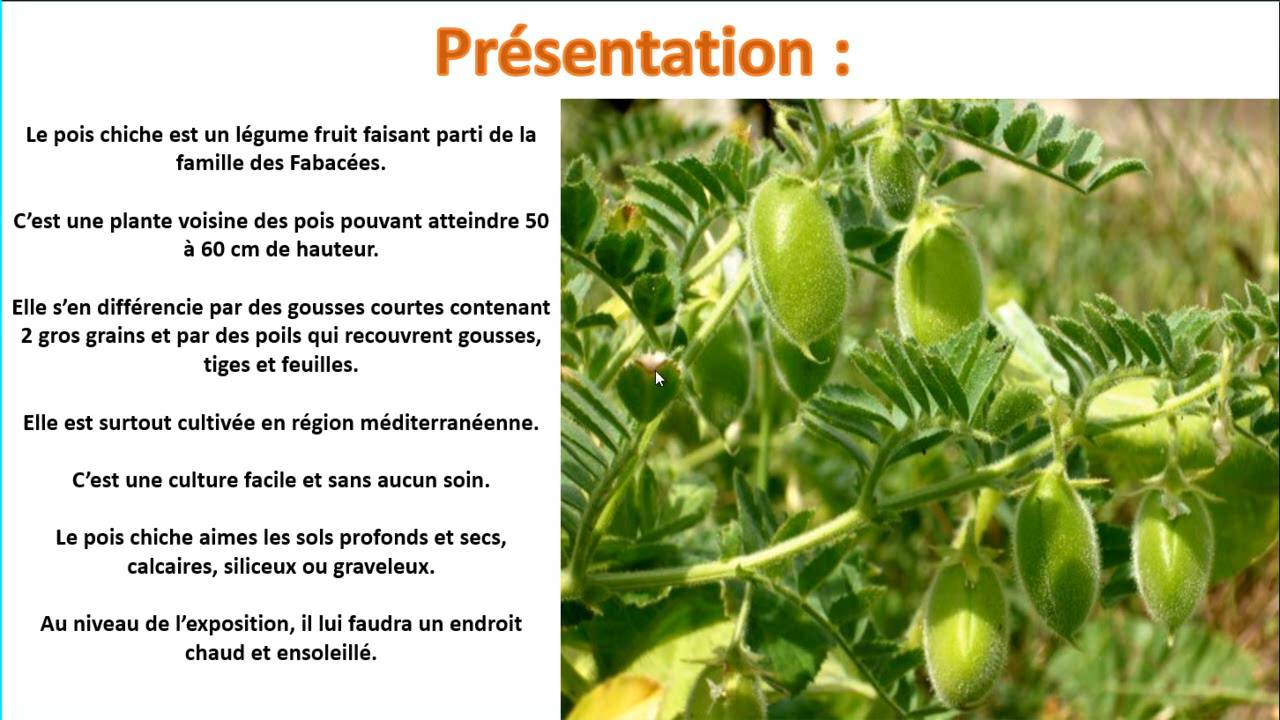 Présentation :
Le pois chiche est un légume fruit faisant parti de la
famille des Fabacées.
C’est une plante voisine des pois pouvant atteindre 50
à 60 cm de hauteur.
Elle s’en différencie par des gousses courtes contenant
2 gros grains et par des poils qui recouvrent gousses,
tiges et feuilles.
Elle est surtout cultivée en région méditerranéenne.
C’est une culture facile et sans aucun soin.
Le pois chiche aimes les sols profonds et secs,
calcaires, siliceux ou graveleux.
Au niveau de l’exposition, il lui faudra un endroit
chaud et ensoleillé.